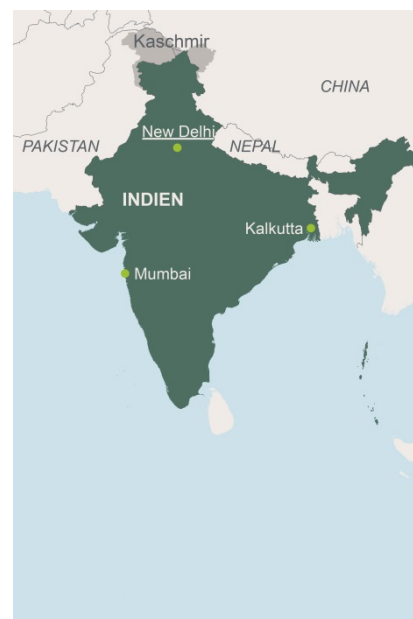 Kaschmir
CHINA
PAKISTAN
New Delhi
NEPAL
INDIEN
Kalkutta
Mumbai